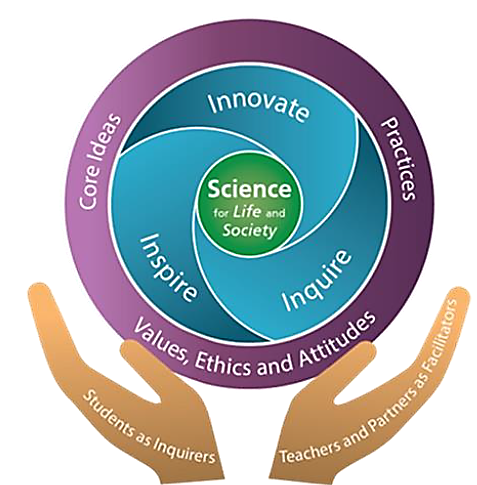 Innovate
Core Ideas
Practices
Science
for Life and
Society
Inspire
Inquire
Values, Ethics and Attitudes
Students as Inquirers
Teachers and Partners as Facilitators